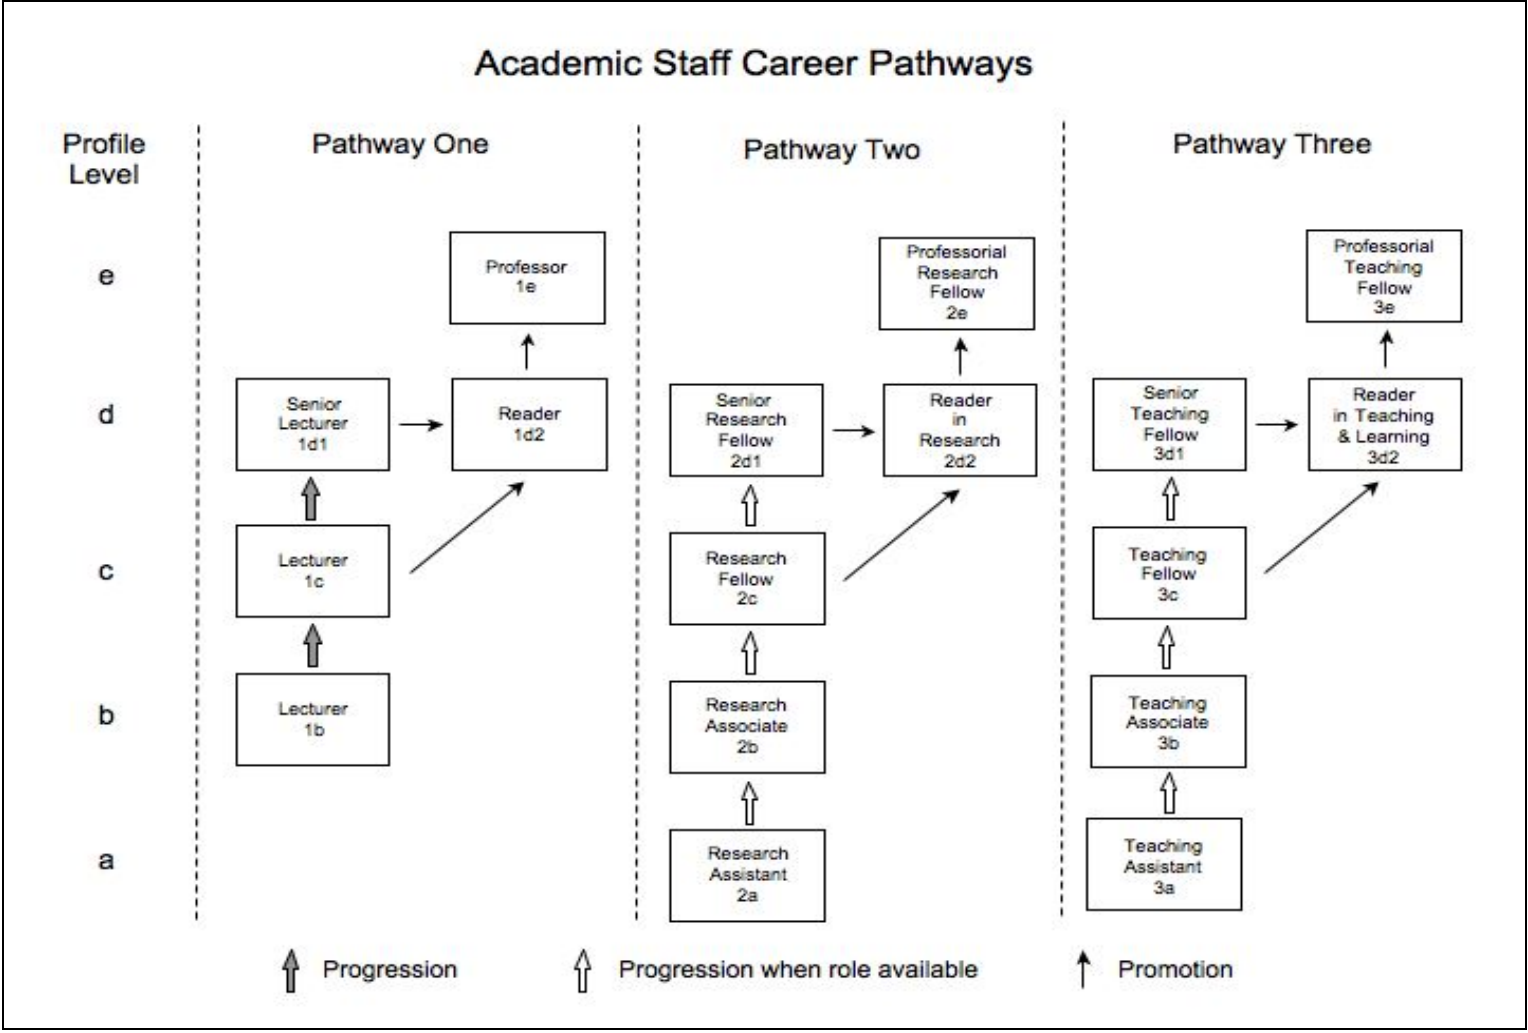 Academic Staff Career Pathways
Profile
Level
Pathway One
Pathway Two
Pathway Three
e
Professor
1e
Professorial
Research
Fellow
2e
Professorial
Teaching
Fellow
3e
d
Senior
Lecturer
1d1
Reader
1d2
Senior
Research
Fellow
2d1
Reader
in
Research
2d2
Senior
Teaching
Fellow
3d1
Reader
in Teaching
& Learning
3d2
c
Lecturer
1c
Research
Fellow
2c
Teaching
Fellow
3c
b
Lecturer
1b
Research
Associate
2b
Teaching
Associate
3b
a
Research
Assistant
2a
Teaching
Assistant
3a
Progression
Progression when role available
Promotion